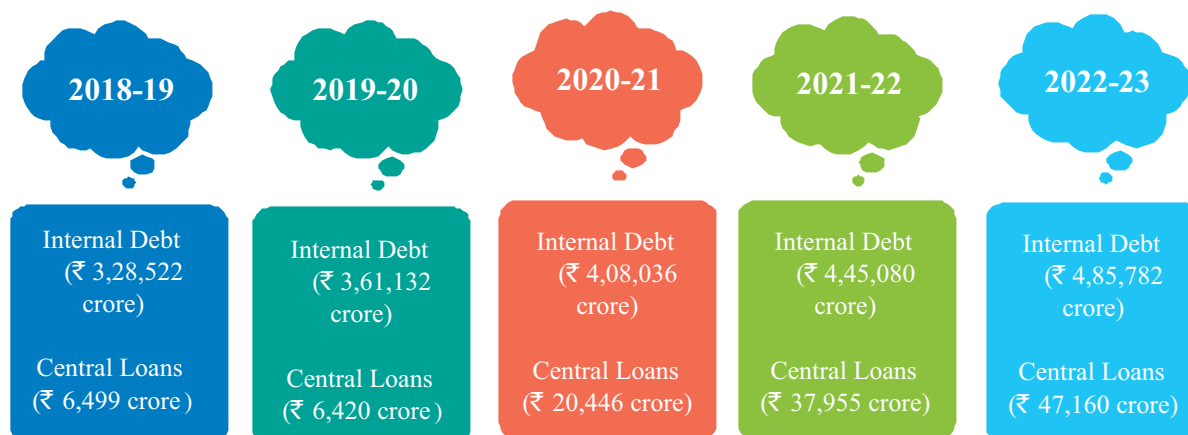 2018-19
2019-20
2020-21
2021-22
2022-23
Internal Debt
(₹ 3,28,522
crore)
Central Loans
(₹ 6,499 crore)
Internal Debt
(₹ 3,61,132
crore)
Central Loans
(₹ 6,420 crore)
Internal Debt
(₹ 4,08,036
crore)
Central Loans
(₹ 20,446 crore)
Internal Debt
(₹ 4,45,080
crore)
Central Loans
(₹ 37,955 crore)
Internal Debt
(₹ 4,85,782
crore)
Central Loans
(₹ 47,160 crore)